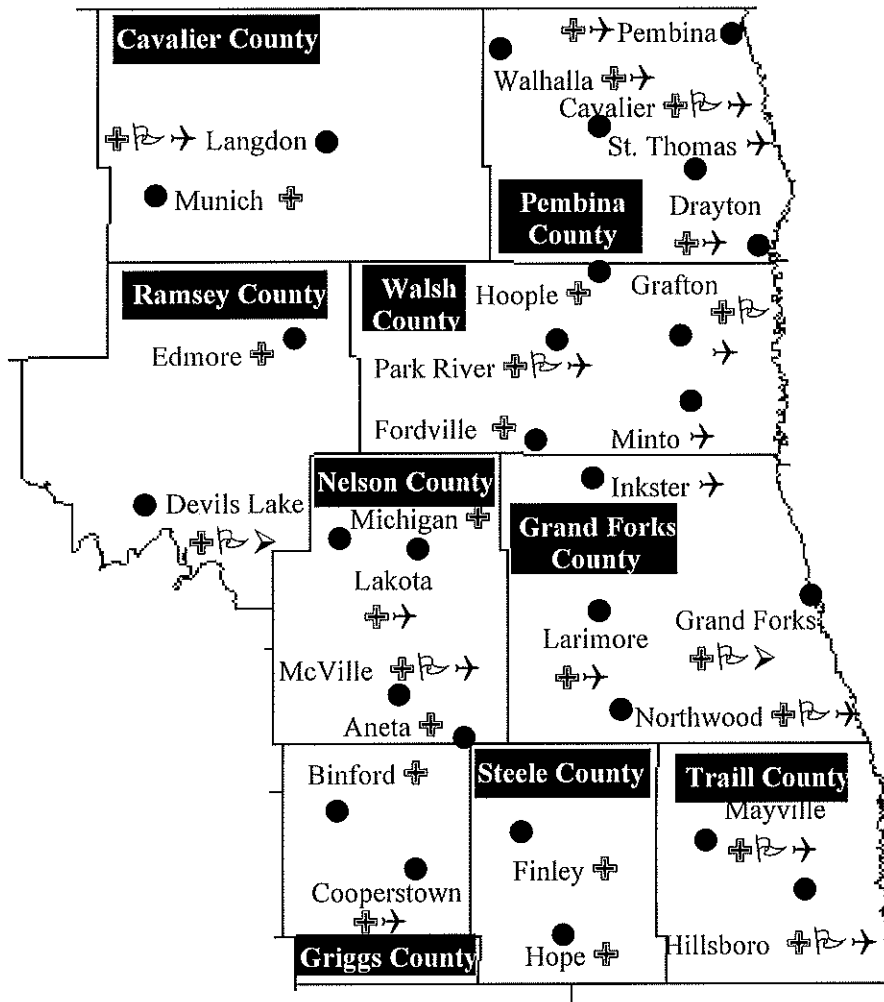 Cavalier County
Pembina
Walhalla
Cavalier
Langdon
St. Thomas
Munich
Pembina
County
Drayton
Ramsey County
Walsh
County
Hoople
Grafton
Edmore
Park River
Fordville
Minto
Nelson County
Inkster
Devils Lake
Michigan
Grand Forks
County
Lakota
Larimore
Grand Forks
McVille
Northwood
Aneta
Binford
Steele County
Traill County
Mayville
Finley
Cooperstown
Hillsboro
Hope
Griggs County